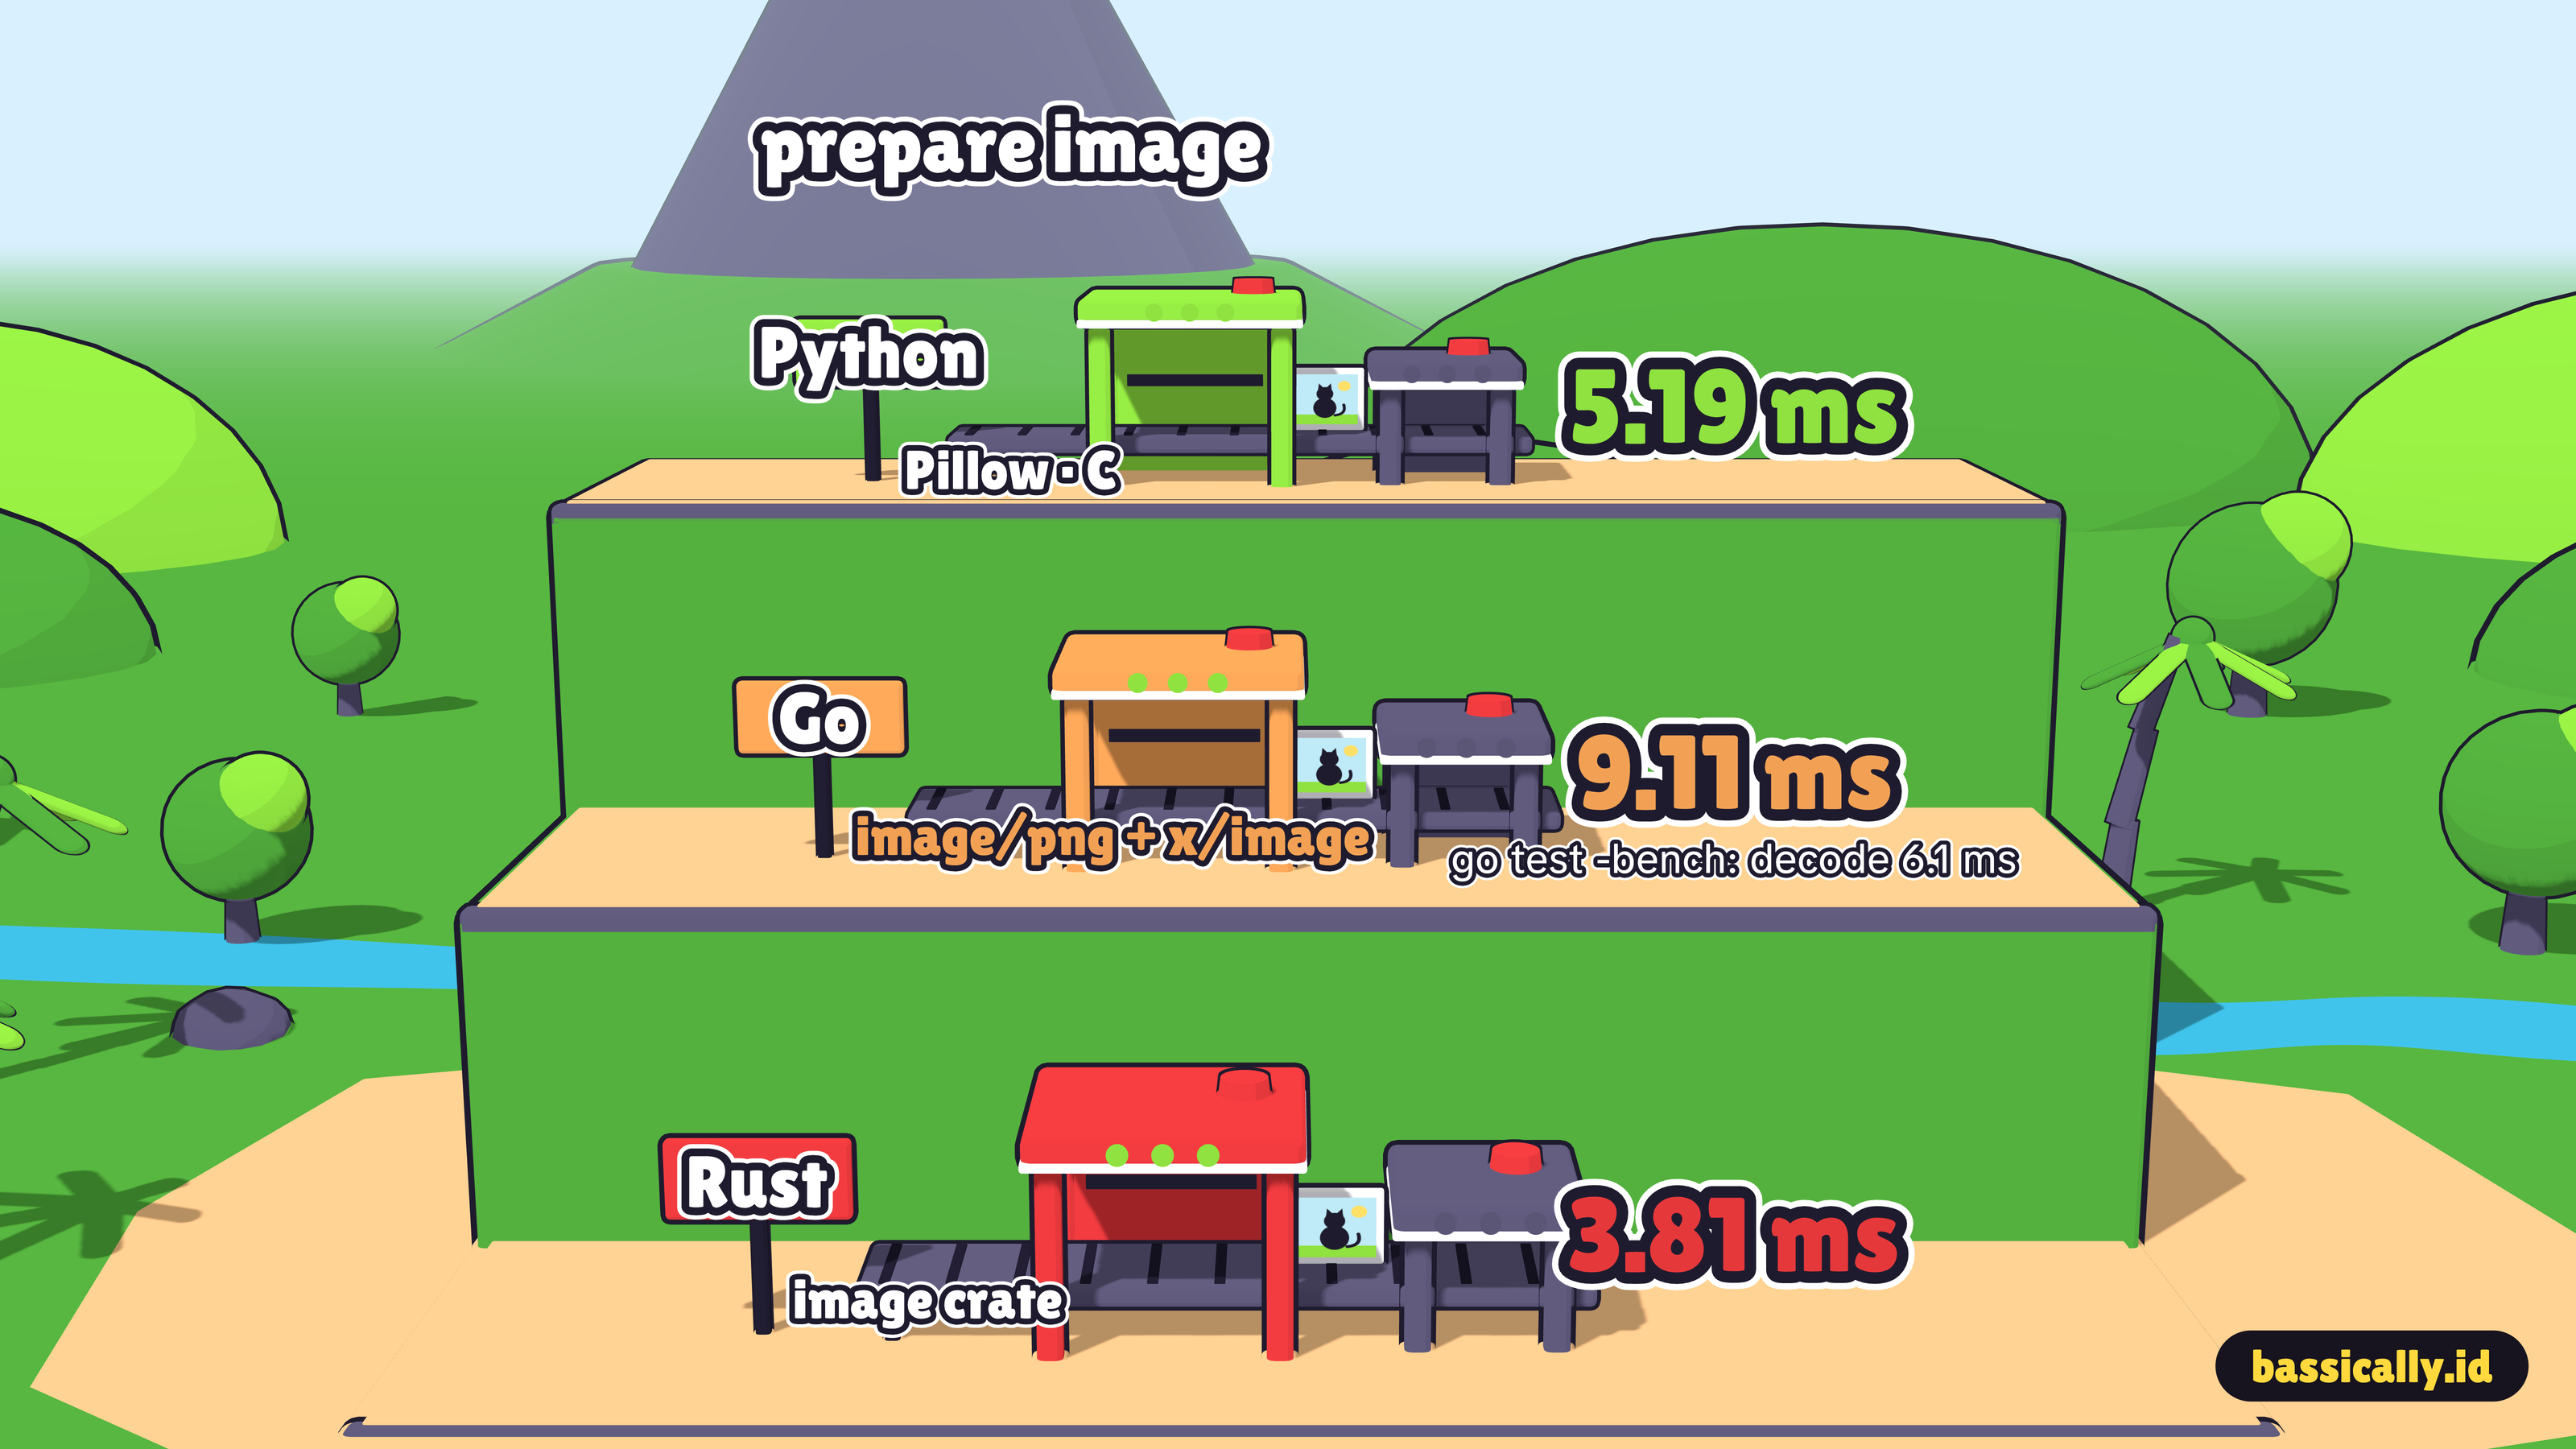 prepare image
Python
5.19 ms
Pillow · C
Go
9.11 ms
image/png + x/image
go test -bench: decode 6.1 ms
Rust
3.81 ms
image crate
bassically.id